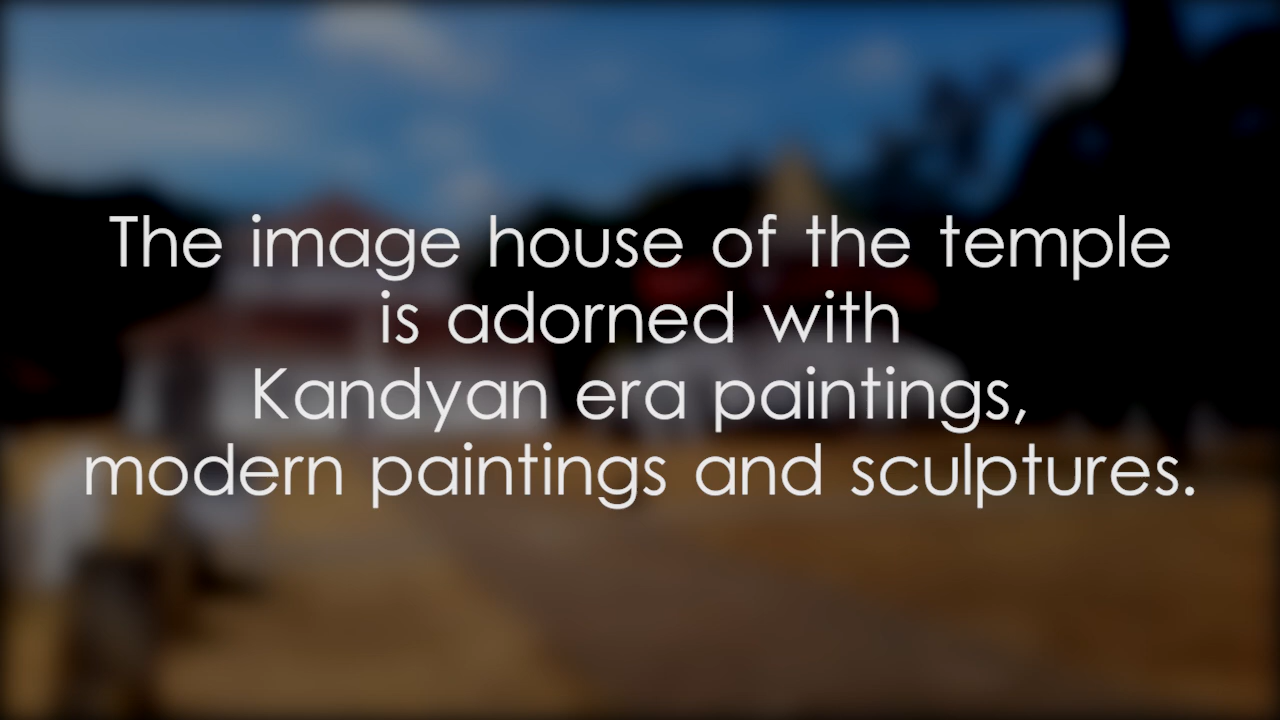 The image house of the temple
is adorned with
Kandyan era paintings,
modern paintings and sculptures.